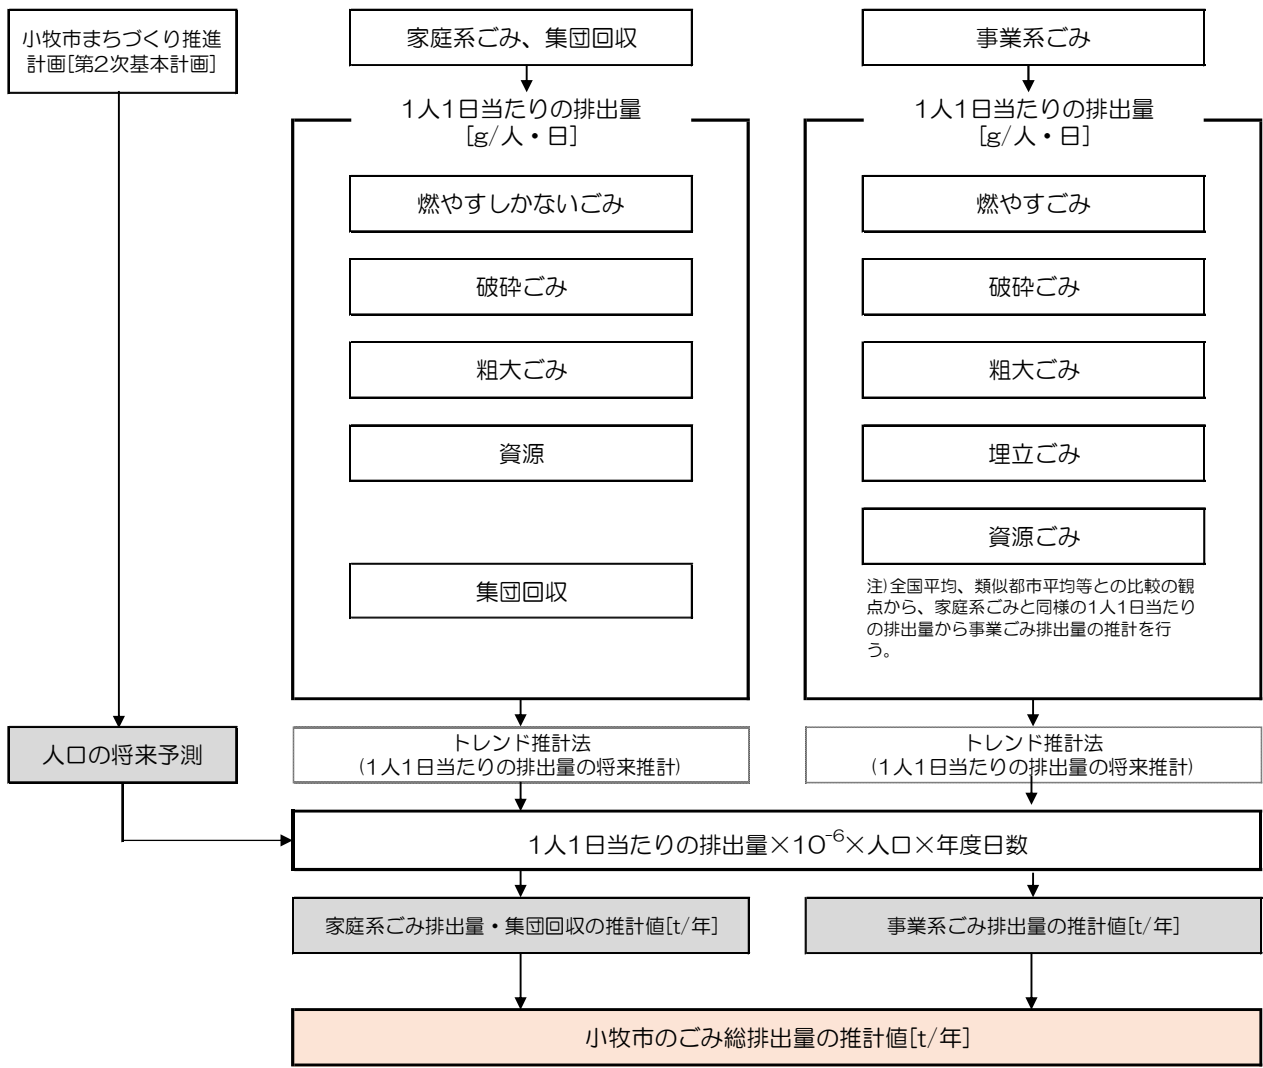 小牧市まちづくり推進
計画[第2次基本計画]
家庭系ごみ、集団回収
事業系ごみ
1人1日当たりの排出量
[g/人・日]
燃やすしかないごみ
破砕ごみ
粗大ごみ
資源
集団回収
1人1日当たりの排出量
[g/人・日]
燃やすごみ
破砕ごみ
粗大ごみ
埋立ごみ
資源ごみ
注)全国平均、類似都市平均等との比較の観
点から、家庭系ごみと同様の1人1日当たり
の排出量から事業ごみ排出量の推計を行
う。
人口の将来予測
トレンド推計法
(1人1日当たりの排出量の将来推計)
トレンド推計法
(1人1日当たりの排出量の将来推計)
1人1日当たりの排出量×10⁻⁶×人口×年度日数
家庭系ごみ排出量・集団回収の推計値[t/年]
事業系ごみ排出量の推計値[t/年]
小牧市のごみ総排出量の推計値[t/年]